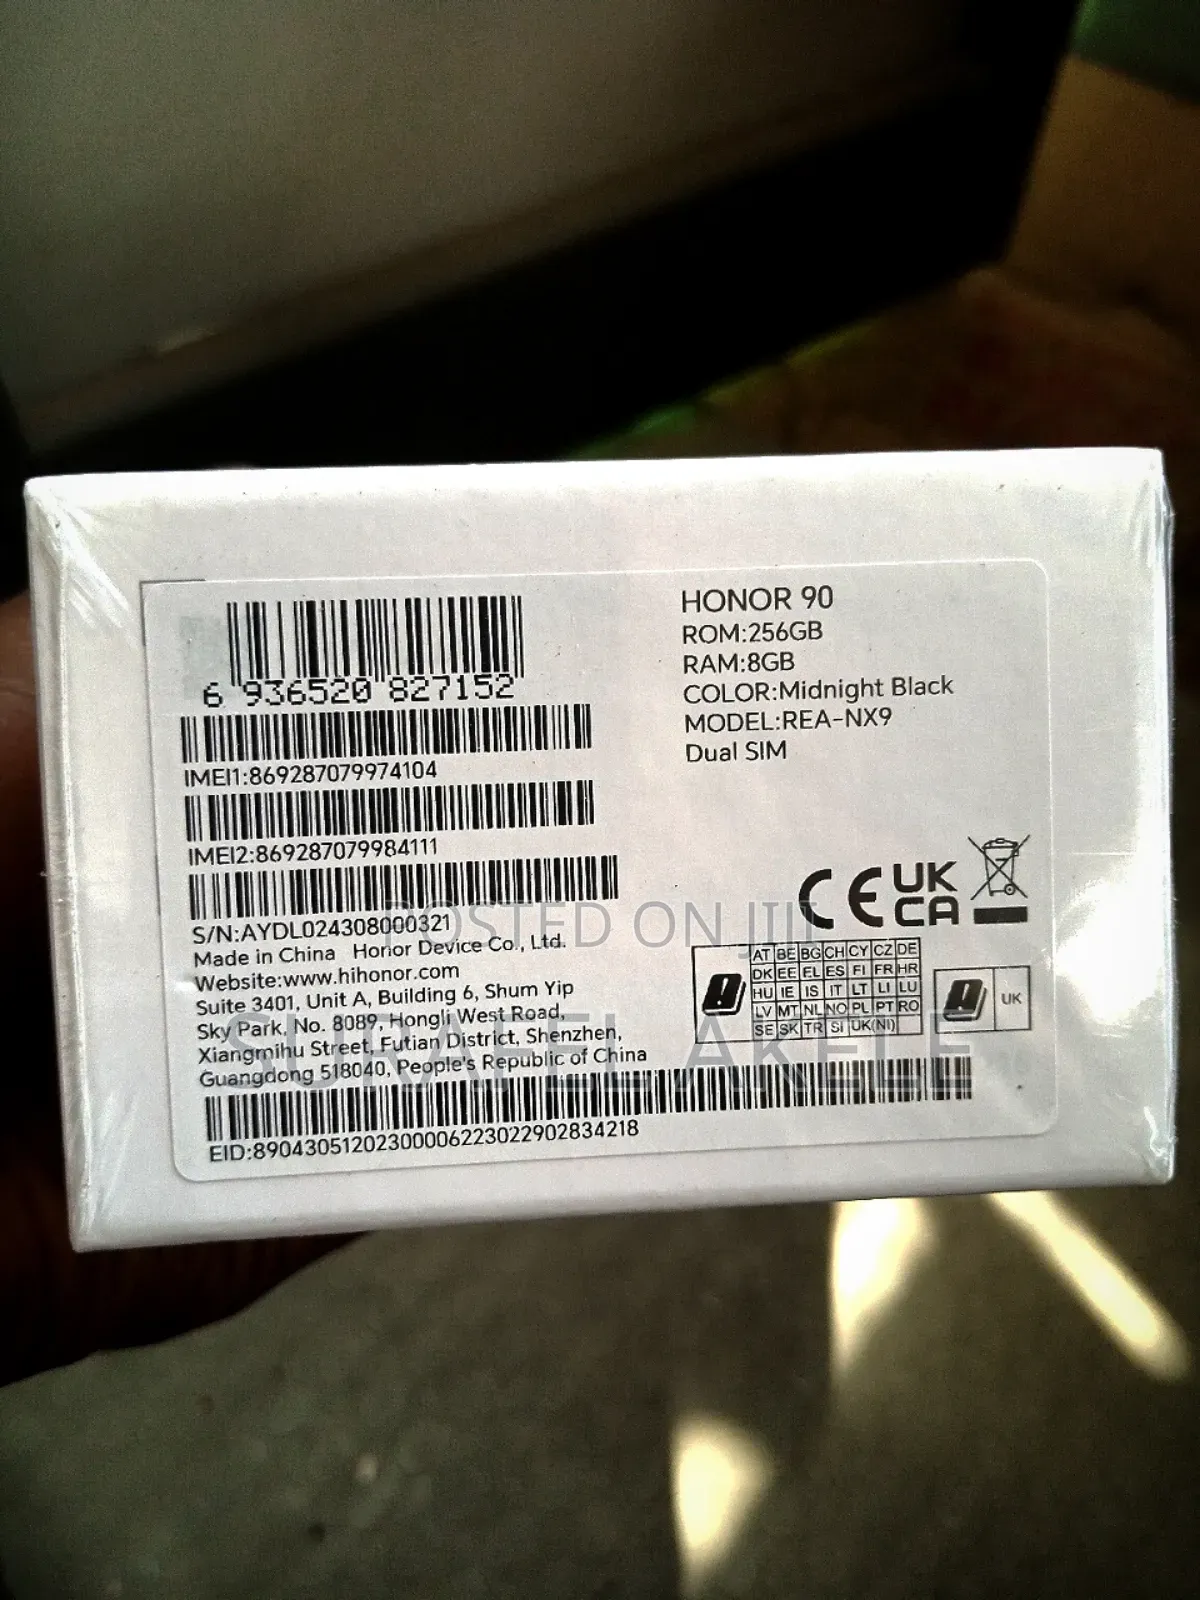 6 936520 827152
IMEI1:869287079974104
IMEI2:869287079984111
S/N:AYDL024308000321
Made in China Honor Device Co., Ltd.
Website:www.hihonor.com
Suite 3401, Unit A, Building 6, Shum Yip
Sky Park, No. 8089, Hongli West Road,
Xiangmihu Street, Futian District, Shenzhen,
Guangdong 518040, People's Republic of China
EID:89043051202300006223022902834218
HONOR 90
ROM:256GB
RAM:8GB
COLOR:Midnight Black
MODEL:REA-NX9
Dual SIM
CE UK
CA
AT BE BG CH CY CZ DE
DK EE EL ES FI FR HR
HU IE IS IT LT LI LU
LV MT NL NO PL PT RO
SE SK TR SI UK(NI)
UK
POSTED ON JIJI
SURAFEL AKELE